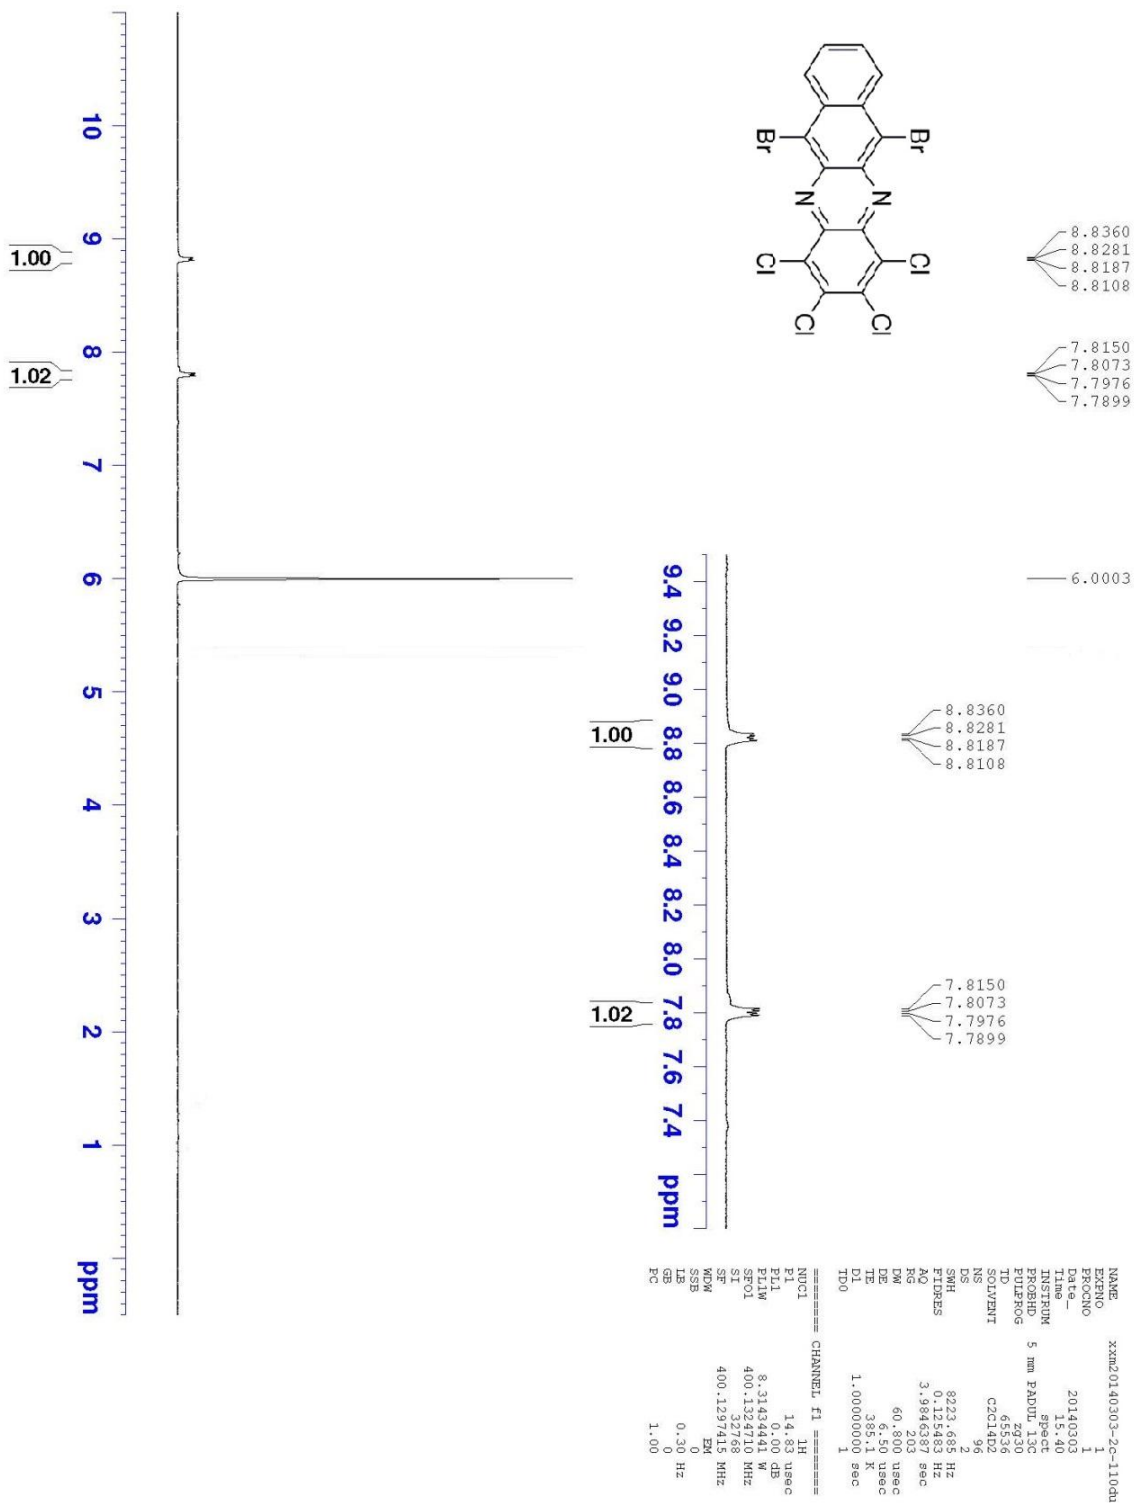 Br
Br
N
N
Cl
Cl
Cl
Cl
8.8360
8.8281
8.8187
8.8108
7.8150
7.8073
7.7976
7.7899
6.0003
10
9
8
7
6
5
4
3
2
1
ppm
1.00
1.02
8.8360
8.8281
8.8187
8.8108
7.8150
7.8073
7.7976
7.7899
9.4 9.2 9.0 8.8 8.6 8.4 8.2 8.0 7.8 7.6 7.4 ppm
1.00
1.02
NAME xxm20140303-2c-110du
EXPNO 1
PROCNO 1
Date_ 20140303
Time 15.40
INSTRUM spect
PROBHD 5 mm PADUL 13C
PULPROG zg30
TD 65536
SOLVENT C2Cl4D2
NS 96
DS 2
SWH 8223.685 Hz
FIDRES 0.125483 Hz
AQ 3.9846387 sec
RG 203
DW 60.800 usec
DE 6.50 usec
TE 385.1 K
D1 1.00000000 sec
TD0 1
======== CHANNEL f1 ========
NUC1 1H
P1 14.83 usec
PL1 0.00 dB
PL1W 8.31434441 W
SFO1 400.1324710 MHz
SI 32768
SF 400.1297415 MHz
WDW EM
SSB 0
LB 0.30 Hz
GB 0
PC 1.00